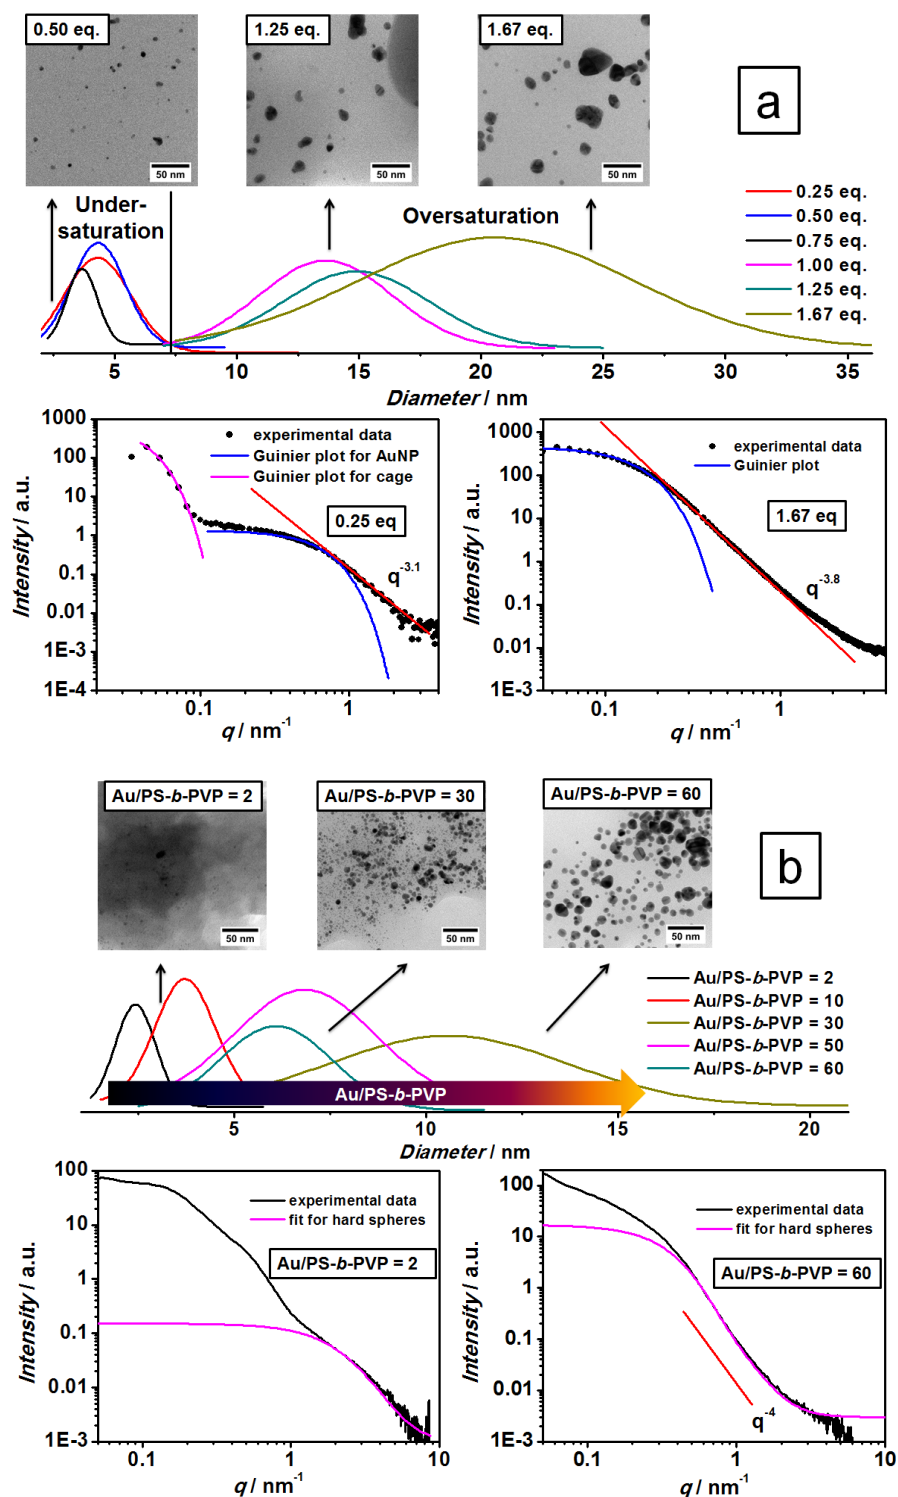 0.50 eq.
1.25 eq.
1.67 eq.
a
50 nm
50 nm
50 nm
Under-
saturation
Oversaturation
0.25 eq.
0.50 eq.
0.75 eq.
1.00 eq.
1.25 eq.
1.67 eq.
5
10
15
20
25
30
35
Diameter / nm
1000
100
10
1
0.1
0.01
1E-3
1E-4
Intensity / a.u.
experimental data
Guinier plot for AuNP
Guinier plot for cage
0.25 eq
q-3.1
0.1
1
q / nm-1
1000
100
10
1
0.1
0.01
1E-3
Intensity / a.u.
experimental data
Guinier plot
1.67 eq
q-3.8
0.1
1
q / nm-1
Au/PS-b-PVP = 2
Au/PS-b-PVP = 30
Au/PS-b-PVP = 60
b
50 nm
50 nm
50 nm
Au/PS-b-PVP = 2
Au/PS-b-PVP = 10
Au/PS-b-PVP = 30
Au/PS-b-PVP = 50
Au/PS-b-PVP = 60
Au/PS-b-PVP
5
10
15
20
Diameter / nm
100
10
1
0.1
0.01
1E-3
Intensity / a.u.
experimental data
fit for hard spheres
Au/PS-b-PVP = 2
0.1
1
10
q / nm-1
100
10
1
0.1
0.01
1E-3
Intensity / a.u.
experimental data
fit for hard spheres
Au/PS-b-PVP = 60
q-4
0.1
1
10
q / nm-1